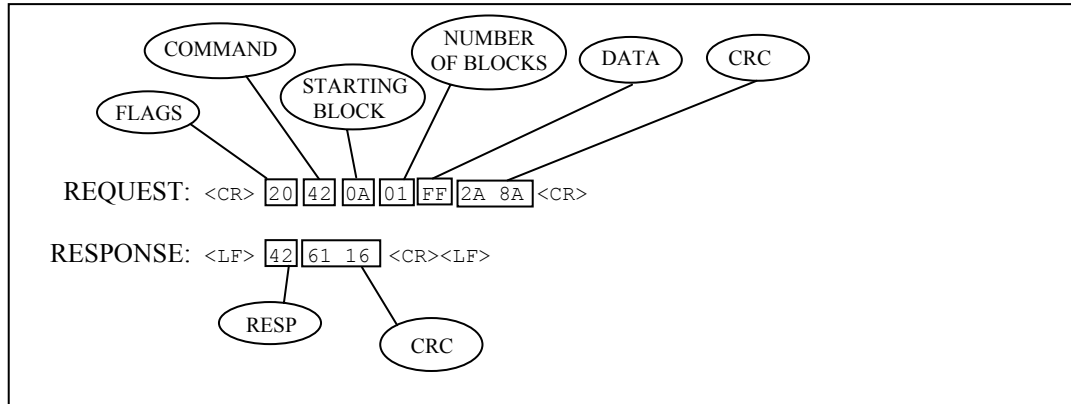 COMMAND
NUMBER
OF BLOCKS
DATA
CRC
STARTING
BLOCK
FLAGS
REQUEST: <CR> 20 42 0A 01 FF 2A 8A <CR>
RESPONSE: <LF> 42 61 16 <CR><LF>
RESP
CRC